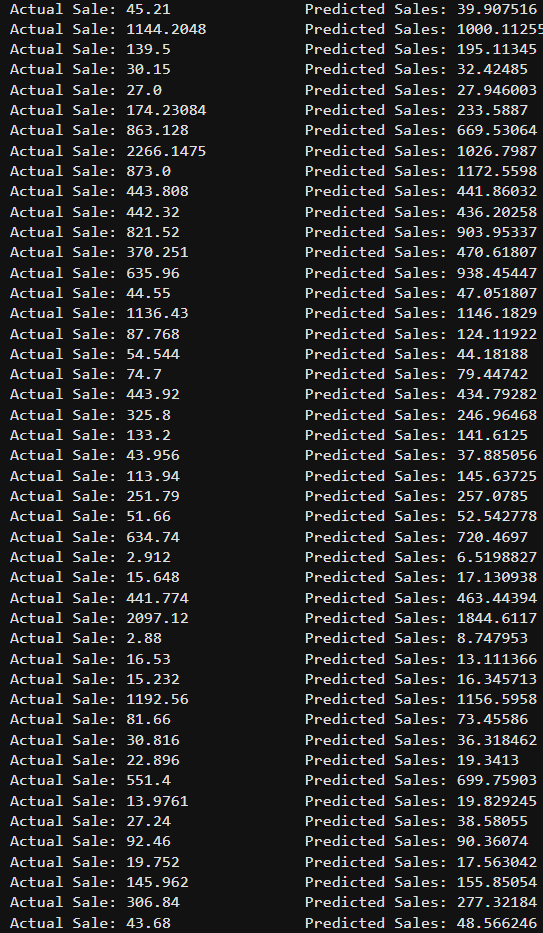 Actual Sale: 45.21 Predicted Sales: 39.907516
Actual Sale: 1144.2048 Predicted Sales: 1000.11255
Actual Sale: 139.5 Predicted Sales: 195.11345
Actual Sale: 30.15 Predicted Sales: 32.42485
Actual Sale: 27.0 Predicted Sales: 27.946003
Actual Sale: 174.23084 Predicted Sales: 233.5887
Actual Sale: 863.128 Predicted Sales: 669.53064
Actual Sale: 2266.1475 Predicted Sales: 1026.7987
Actual Sale: 873.0 Predicted Sales: 1172.5598
Actual Sale: 443.808 Predicted Sales: 441.86032
Actual Sale: 442.32 Predicted Sales: 436.20258
Actual Sale: 821.52 Predicted Sales: 903.95337
Actual Sale: 370.251 Predicted Sales: 470.61807
Actual Sale: 635.96 Predicted Sales: 938.45447
Actual Sale: 44.55 Predicted Sales: 47.051807
Actual Sale: 1136.43 Predicted Sales: 1146.1829
Actual Sale: 87.768 Predicted Sales: 124.11922
Actual Sale: 54.544 Predicted Sales: 44.18188
Actual Sale: 74.7 Predicted Sales: 79.44742
Actual Sale: 443.92 Predicted Sales: 434.79282
Actual Sale: 325.8 Predicted Sales: 246.96468
Actual Sale: 133.2 Predicted Sales: 141.6125
Actual Sale: 43.956 Predicted Sales: 37.885056
Actual Sale: 113.94 Predicted Sales: 145.63725
Actual Sale: 251.79 Predicted Sales: 257.0785
Actual Sale: 51.66 Predicted Sales: 52.542778
Actual Sale: 634.74 Predicted Sales: 720.4697
Actual Sale: 2.912 Predicted Sales: 6.5198827
Actual Sale: 15.648 Predicted Sales: 17.130938
Actual Sale: 441.774 Predicted Sales: 463.44394
Actual Sale: 2097.12 Predicted Sales: 1844.6117
Actual Sale: 2.88 Predicted Sales: 8.747953
Actual Sale: 16.53 Predicted Sales: 13.111366
Actual Sale: 15.232 Predicted Sales: 16.345713
Actual Sale: 1192.56 Predicted Sales: 1156.5958
Actual Sale: 81.66 Predicted Sales: 73.45586
Actual Sale: 30.816 Predicted Sales: 36.318462
Actual Sale: 22.896 Predicted Sales: 19.3413
Actual Sale: 551.4 Predicted Sales: 699.75903
Actual Sale: 13.9761 Predicted Sales: 19.829245
Actual Sale: 27.24 Predicted Sales: 38.58055
Actual Sale: 92.46 Predicted Sales: 90.36074
Actual Sale: 19.752 Predicted Sales: 17.563042
Actual Sale: 145.962 Predicted Sales: 155.85054
Actual Sale: 306.84 Predicted Sales: 277.32184
Actual Sale: 43.68 Predicted Sales: 48.566246